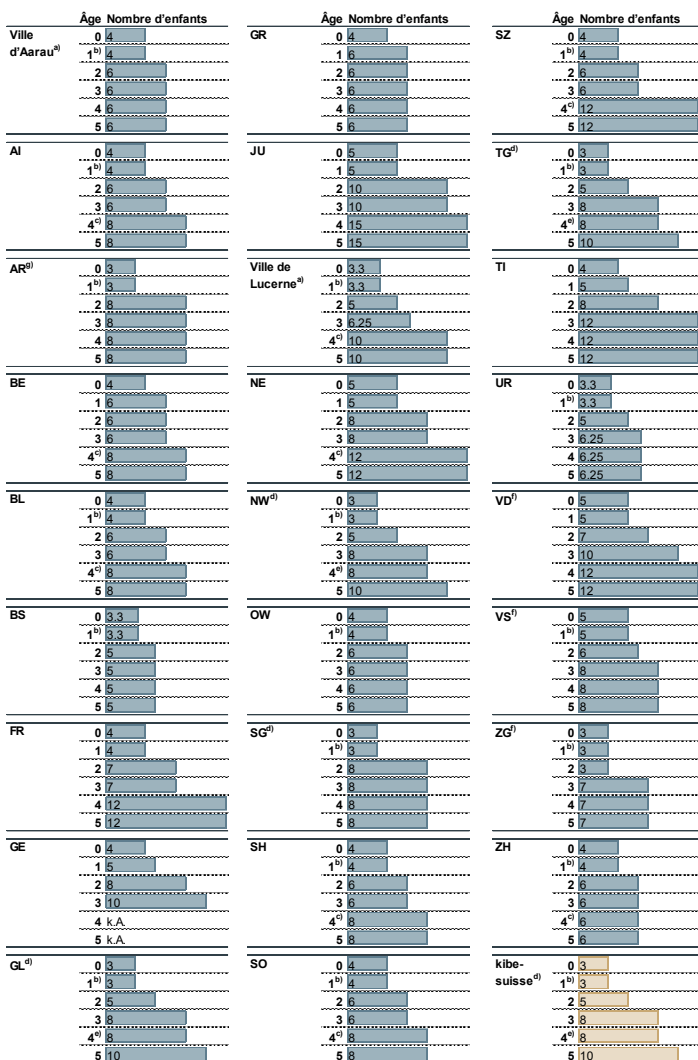 Âge Nombre d'enfants
Ville d'Aarau a)
0 4
1 b) 4
2 6
3 6
4 6
5 6
AI
0 4
1 b) 4
2 6
3 6
4 c) 8
5 8
AR g)
0 3
1 b) 3
2 8
3 8
4 8
5 8
BE
0 4
1 6
2 6
3 6
4 c) 8
5 8
BL
0 4
1 b) 4
2 6
3 6
4 c) 8
5 8
BS
0 3.3
1 b) 3.3
2 5
3 5
4 5
5 5
FR
0 4
1 4
2 7
3 7
4 12
5 12
GE
0 4
1 5
2 8
3 10
4 k.A.
5 k.A.
GL d)
0 3
1 b) 3
2 5
3 8
4 e) 8
5 10
Âge Nombre d'enfants
GR
0 4
1 6
2 6
3 6
4 6
5 6
JU
0 5
1 5
2 10
3 10
4 15
5 15
Ville de Lucerne a)
0 3.3
1 b) 3.3
2 5
3 6.25
4 c) 10
5 10
NE
0 5
1 5
2 8
3 8
4 c) 12
5 12
NW d)
0 3
1 b) 3
2 5
3 8
4 e) 8
5 10
OW
0 4
1 b) 4
2 6
3 6
4 6
5 6
SG d)
0 3
1 b) 3
2 8
3 8
4 8
5 8
SH
0 4
1 b) 4
2 6
3 6
4 c) 8
5 8
SO
0 4
1 b) 4
2 6
3 6
4 c) 8
5 8
Âge Nombre d'enfants
SZ
0 4
1 b) 4
2 6
3 6
4 c) 12
5 12
TG d)
0 3
1 b) 3
2 5
3 8
4 e) 8
5 10
TI
0 4
1 5
2 8
3 12
4 12
5 12
UR
0 3.3
1 b) 3.3
2 5
3 6.25
4 6.25
5 6.25
VD f)
0 5
1 5
2 7
3 10
4 12
5 12
VS f)
0 5
1 b) 5
2 6
3 8
4 8
5 8
ZG f)
0 3
1 b) 3
2 3
3 7
4 7
5 7
ZH
0 4
1 b) 4
2 6
3 6
4 c) 6
5 6
kibe-
suisse d)
0 3
1 b) 3
2 5
3 8
4 e) 8
5 10